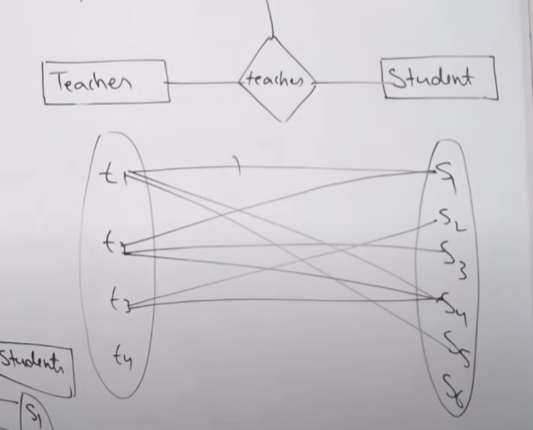 Teacher teaches Student
t1 S1
S2
t2 S3
t3 S4
t4 S5
S6
Students
S1